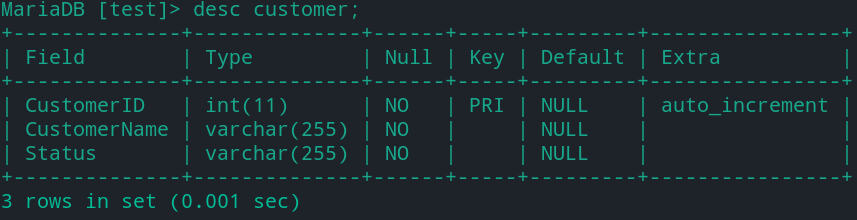 MariaDB [test]> desc customer;
+--------------+--------------+------+-----+---------+----------------+
| Field        | Type         | Null | Key | Default | Extra          |
+--------------+--------------+------+-----+---------+----------------+
| CustomerID   | int(11)      | NO   | PRI | NULL    | auto_increment |
| CustomerName | varchar(255) | NO   |     | NULL    |                |
| Status       | varchar(255) | NO   |     | NULL    |                |
+--------------+--------------+------+-----+---------+----------------+
3 rows in set (0.001 sec)